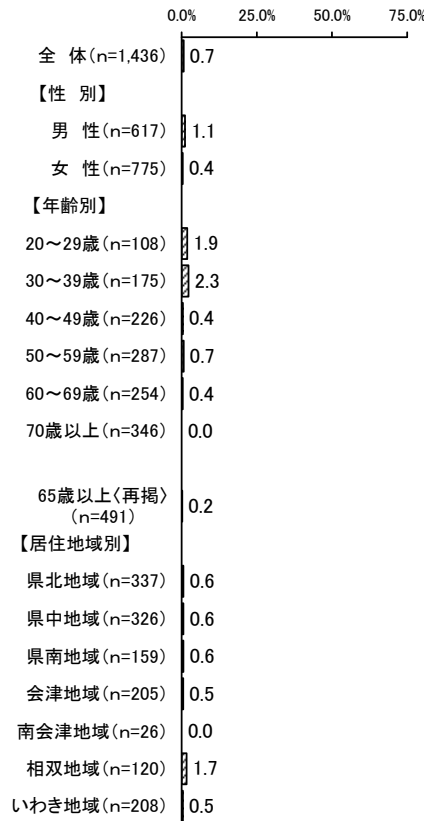 0.0% 25.0% 50.0% 75.0%
全 体(n=1,436) 0.7
【性 別】
男 性(n=617) 1.1
女 性(n=775) 0.4
【年齢別】
20～29歳(n=108) 1.9
30～39歳(n=175) 2.3
40～49歳(n=226) 0.4
50～59歳(n=287) 0.7
60～69歳(n=254) 0.4
70歳以上(n=346) 0.0
65歳以上〈再掲〉
(n=491) 0.2
【居住地域別】
県北地域(n=337) 0.6
県中地域(n=326) 0.6
県南地域(n=159) 0.6
会津地域(n=205) 0.5
南会津地域(n=26) 0.0
相双地域(n=120) 1.7
いわき地域(n=208) 0.5